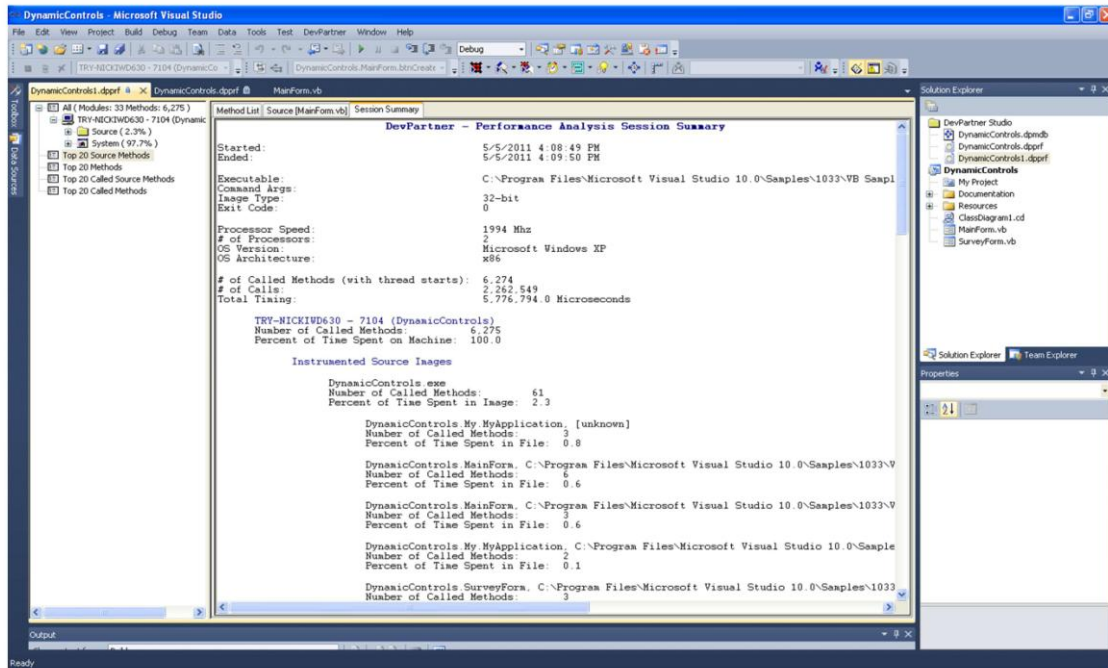 DynamicControls - Microsoft Visual Studio
File Edit View Project Build Debug Team Data Tools Test DevPartner Window Help
Debug
TRY-NICKIWD630 - 7104 (DynamicCo
DynamicControls.MainForm.btnCreate
DynamicControls1.dpprf
DynamicControls.dpprf
MainForm.vb
Toolbox
Data Sources
All ( Modules: 33 Methods: 6,275 )
TRY-NICKIWD630 - 7104 (Dynamic
Source ( 2.3% )
System ( 97.7% )
Top 20 Source Methods
Top 20 Methods
Top 20 Called Source Methods
Top 20 Called Methods
Method List Source [MainForm.vb] Session Summary
DevPartner - Performance Analysis Session Summary
Started: 5/5/2011 4:08:49 PM
Ended: 5/5/2011 4:09:50 PM
Executable: C:\Program Files\Microsoft Visual Studio 10.0\Samples\1033\VB Sampl
Command Args:
Image Type: 32-bit
Exit Code: 0
Processor Speed: 1994 Mhz
# of Processors: 2
OS Version: Microsoft Windows XP
OS Architecture: x86
# of Called Methods (with thread starts): 6,274
# of Calls: 2,262,549
Total Timing: 5,776,794.0 Microseconds
TRY-NICKIWD630 - 7104 (DynamicControls)
Number of Called Methods: 6,275
Percent of Time Spent on Machine: 100.0
Instrumented Source Images
DynamicControls.exe
Number of Called Methods: 61
Percent of Time Spent in Image: 2.3
DynamicControls.My.MyApplication, [unknown]
Number of Called Methods: 3
Percent of Time Spent in File: 0.8
DynamicControls.MainForm, C:\Program Files\Microsoft Visual Studio 10.0\Samples\1033\V
Number of Called Methods: 6
Percent of Time Spent in File: 0.6
DynamicControls.MainForm, C:\Program Files\Microsoft Visual Studio 10.0\Samples\1033\V
Number of Called Methods: 3
Percent of Time Spent in File: 0.6
DynamicControls.My.MyApplication, C:\Program Files\Microsoft Visual Studio 10.0\Sample
Number of Called Methods: 2
Percent of Time Spent in File: 0.1
DynamicControls.SurveyForm, C:\Program Files\Microsoft Visual Studio 10.0\Samples\1033
Number of Called Methods: 3
Solution Explorer
DevPartner Studio
DynamicControls.dpmdb
DynamicControls.dpprf
DynamicControls1.dpprf
DynamicControls
My Project
Documentation
Resources
ClassDiagram1.cd
MainForm.vb
SurveyForm.vb
Solution Explorer Team Explorer
Properties
Output
Ready